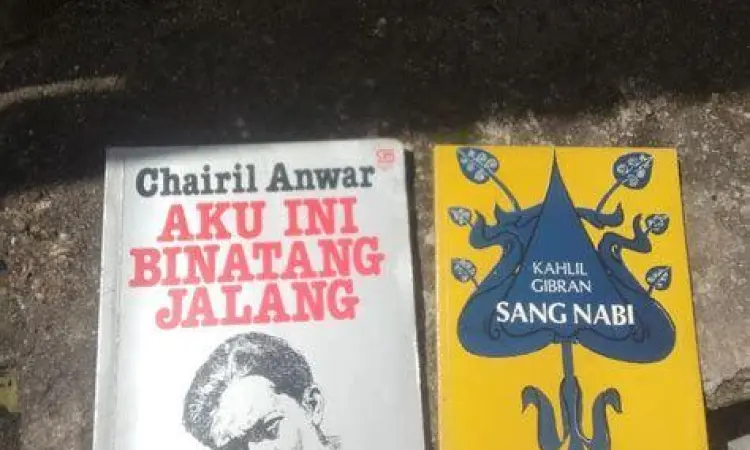 Chairil Anwar
AKU INI
BINATANG
JALANG
KAHLIL
GIBRAN
SANG NABI